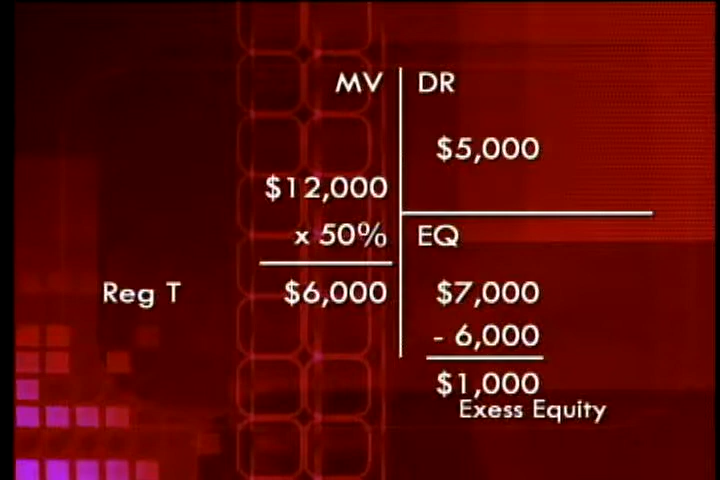 MV DR
$5,000
$12,000
x 50% EQ
Reg T $6,000 $7,000
- 6,000
$1,000
Exess Equity